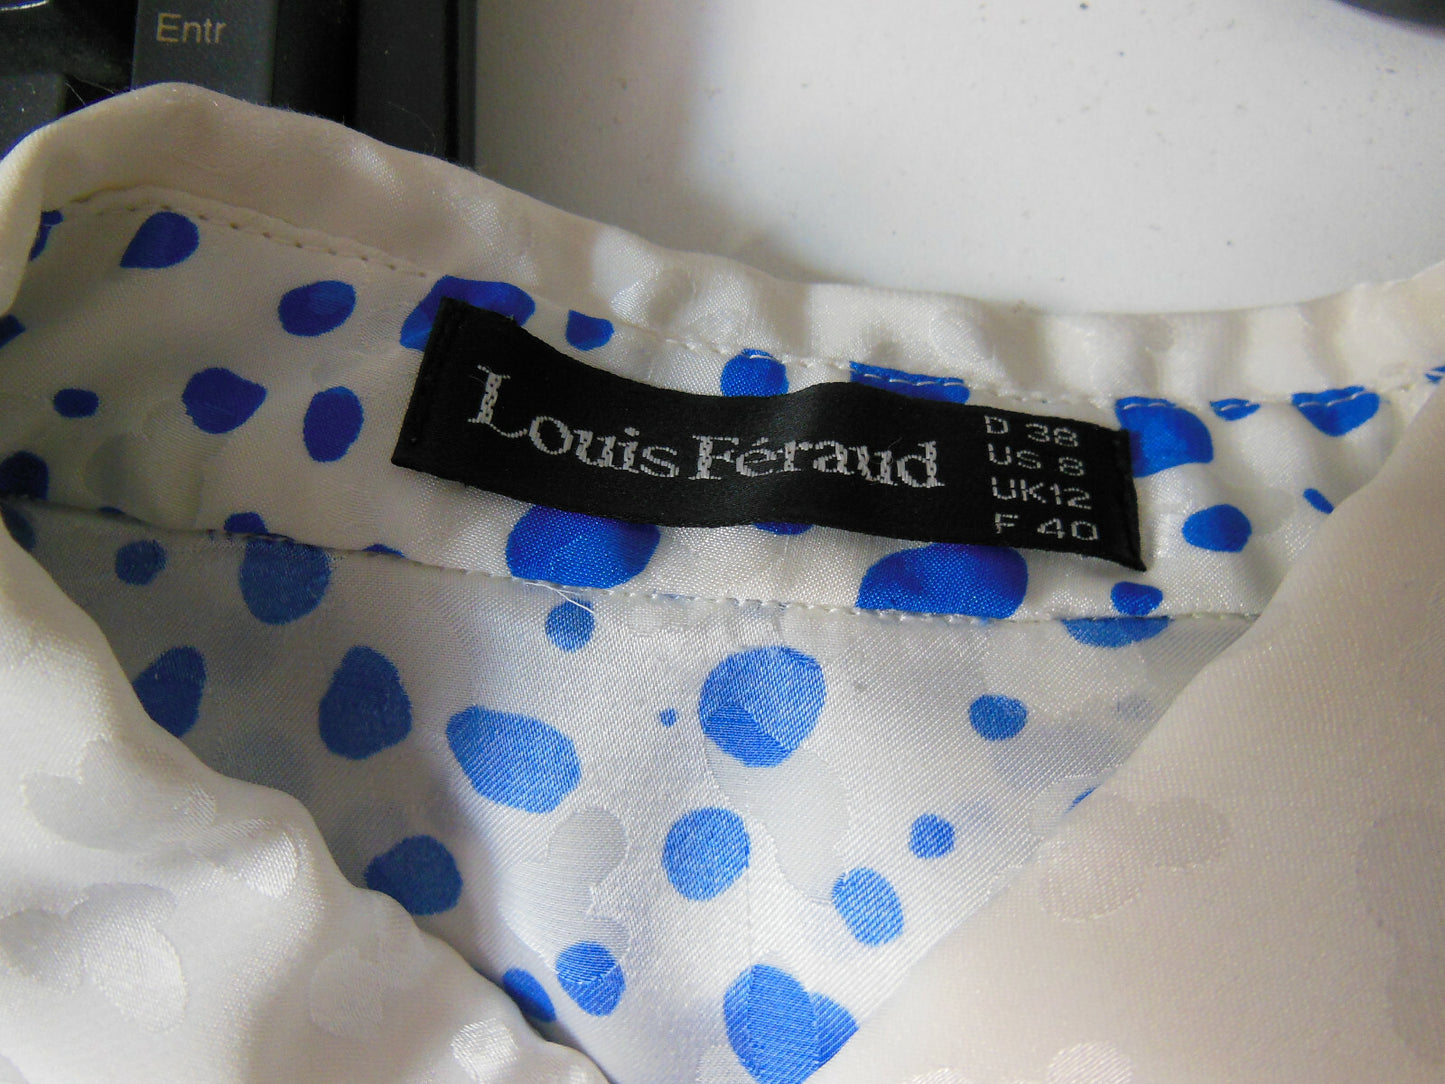 Entr
Louis Féraud
D 38
US 8
UK12
F 40